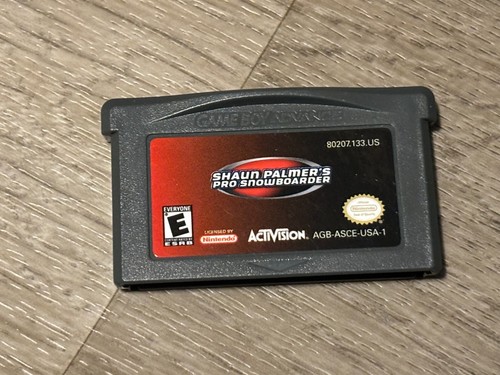 GAME BOY ADVANCE
80207.133.US
SHAUN PALMER'S
PRO SNOWBOARDER
EVERYONE
E
ESRB
LICENSED BY
Nintendo
ACTIVISION.
AGB-ASCE-USA-1
Nintendo